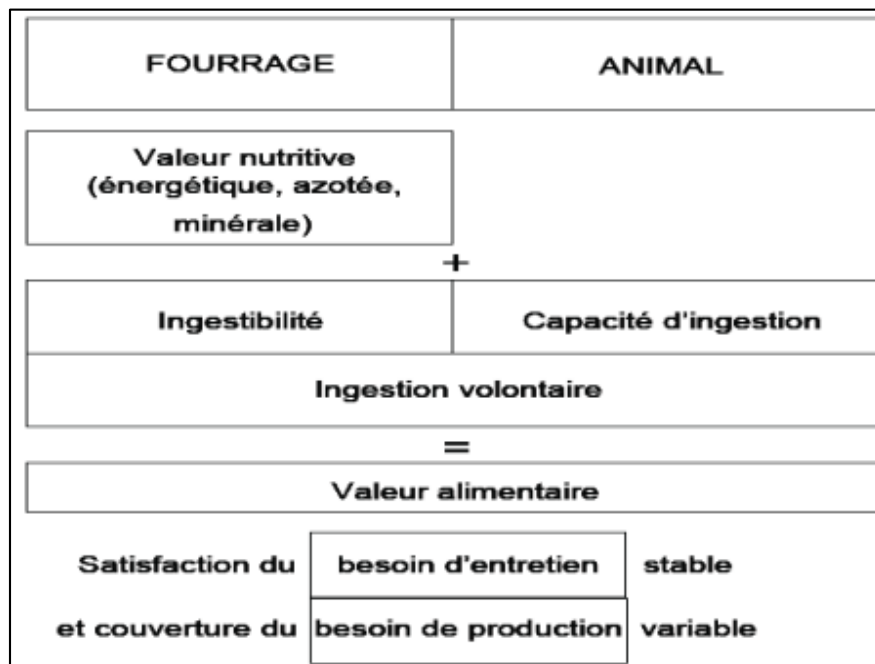 FOURRAGE ANIMAL
Valeur nutritive
(énergétique, azotée,
minérale)
+
Ingestibilité Capacité d'ingestion
Ingestion volontaire
=
Valeur alimentaire
Satisfaction du besoin d'entretien stable
et couverture du besoin de production variable